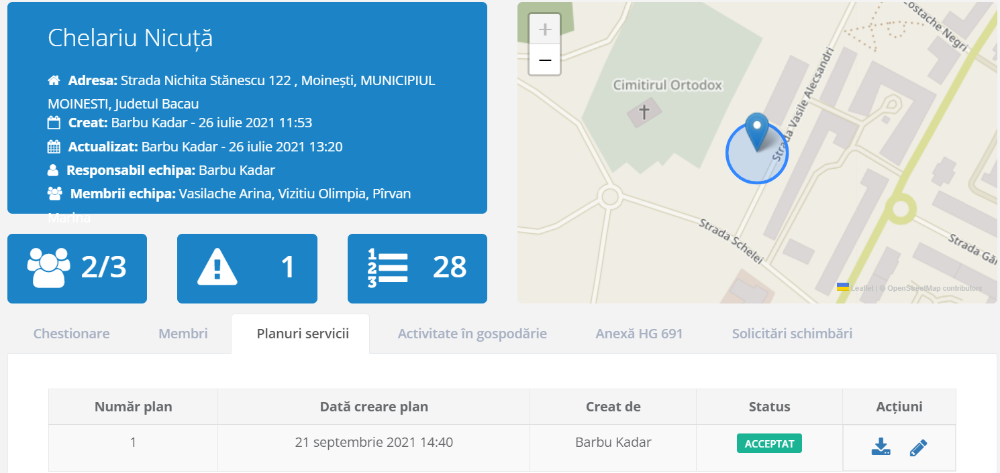 Chelariu Nicuță
Adresa: Strada Nichita Stănescu 122 , Moinești, MUNICIPIUL
MOINESTI, Judetul Bacau
Creat: Barbu Kadar - 26 iulie 2021 11:53
Actualizat: Barbu Kadar - 26 iulie 2021 13:20
Responsabil echipa: Barbu Kadar
Membrii echipa: Vasilache Arina, Vizitiu Olimpia, Pîrvan
Marina
2/3
1
1 2 3
28
+
−
Costache Negri
Cimitirul Ortodox
Strada Vasile Alecsandri
Strada Schelei
Strada
Leaflet | © OpenStreetMap contributors
Chestionare Membri Planuri servicii Activitate în gospodărie Anexă HG 691 Solicitări schimbări
Număr plan Dată creare plan Creat de Status Acțiuni
1 21 septembrie 2021 14:40 Barbu Kadar ACCEPTAT